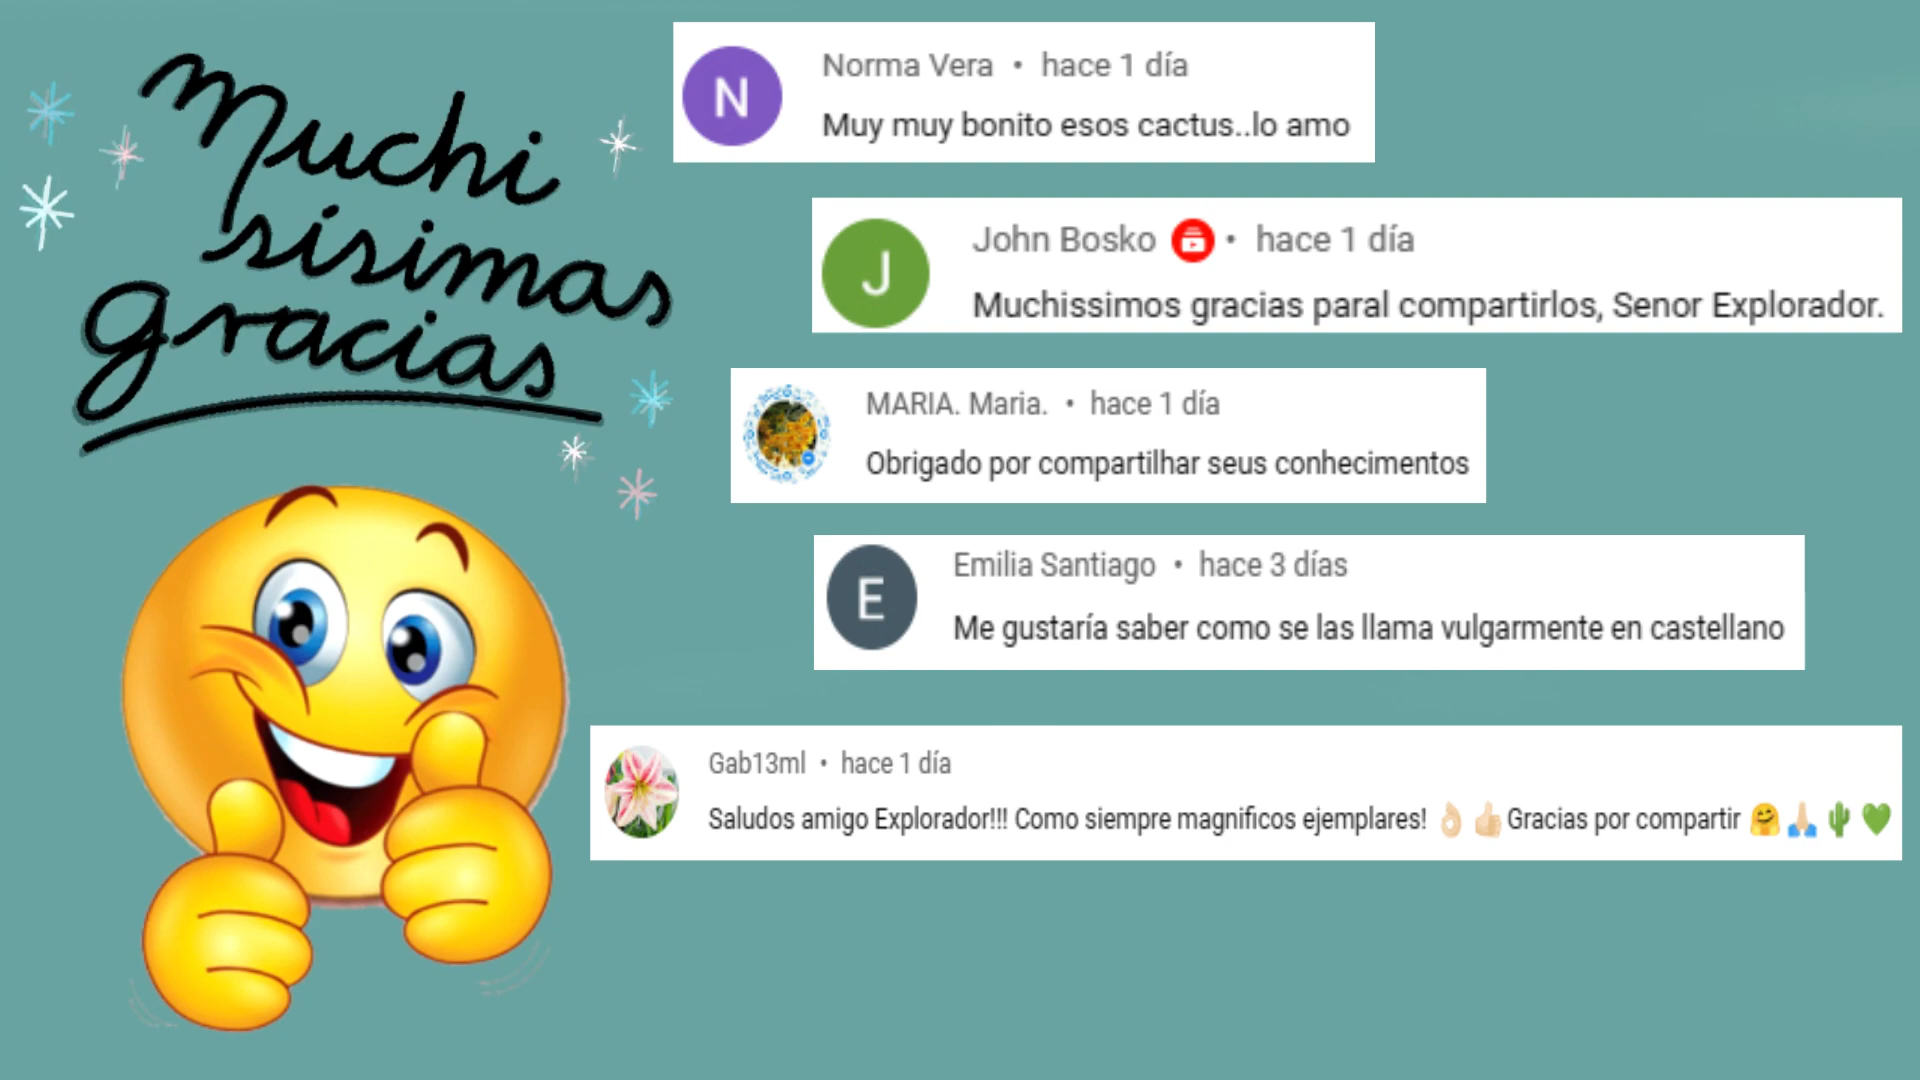 Muchi
sísimas
gracias
N
Norma Vera • hace 1 día
Muy muy bonito esos cactus..lo amo
J
John Bosko • hace 1 día
Muchissimos gracias paral compartirlos, Senor Explorador.
MARIA. Maria. • hace 1 día
Obrigado por compartilhar seus conhecimentos
E
Emilia Santiago • hace 3 días
Me gustaría saber como se las llama vulgarmente en castellano
Gab13ml • hace 1 día
Saludos amigo Explorador!!! Como siempre magnificos ejemplares! 👌🏼👍🏼Gracias por compartir 🤗🙏🏼🌵💚